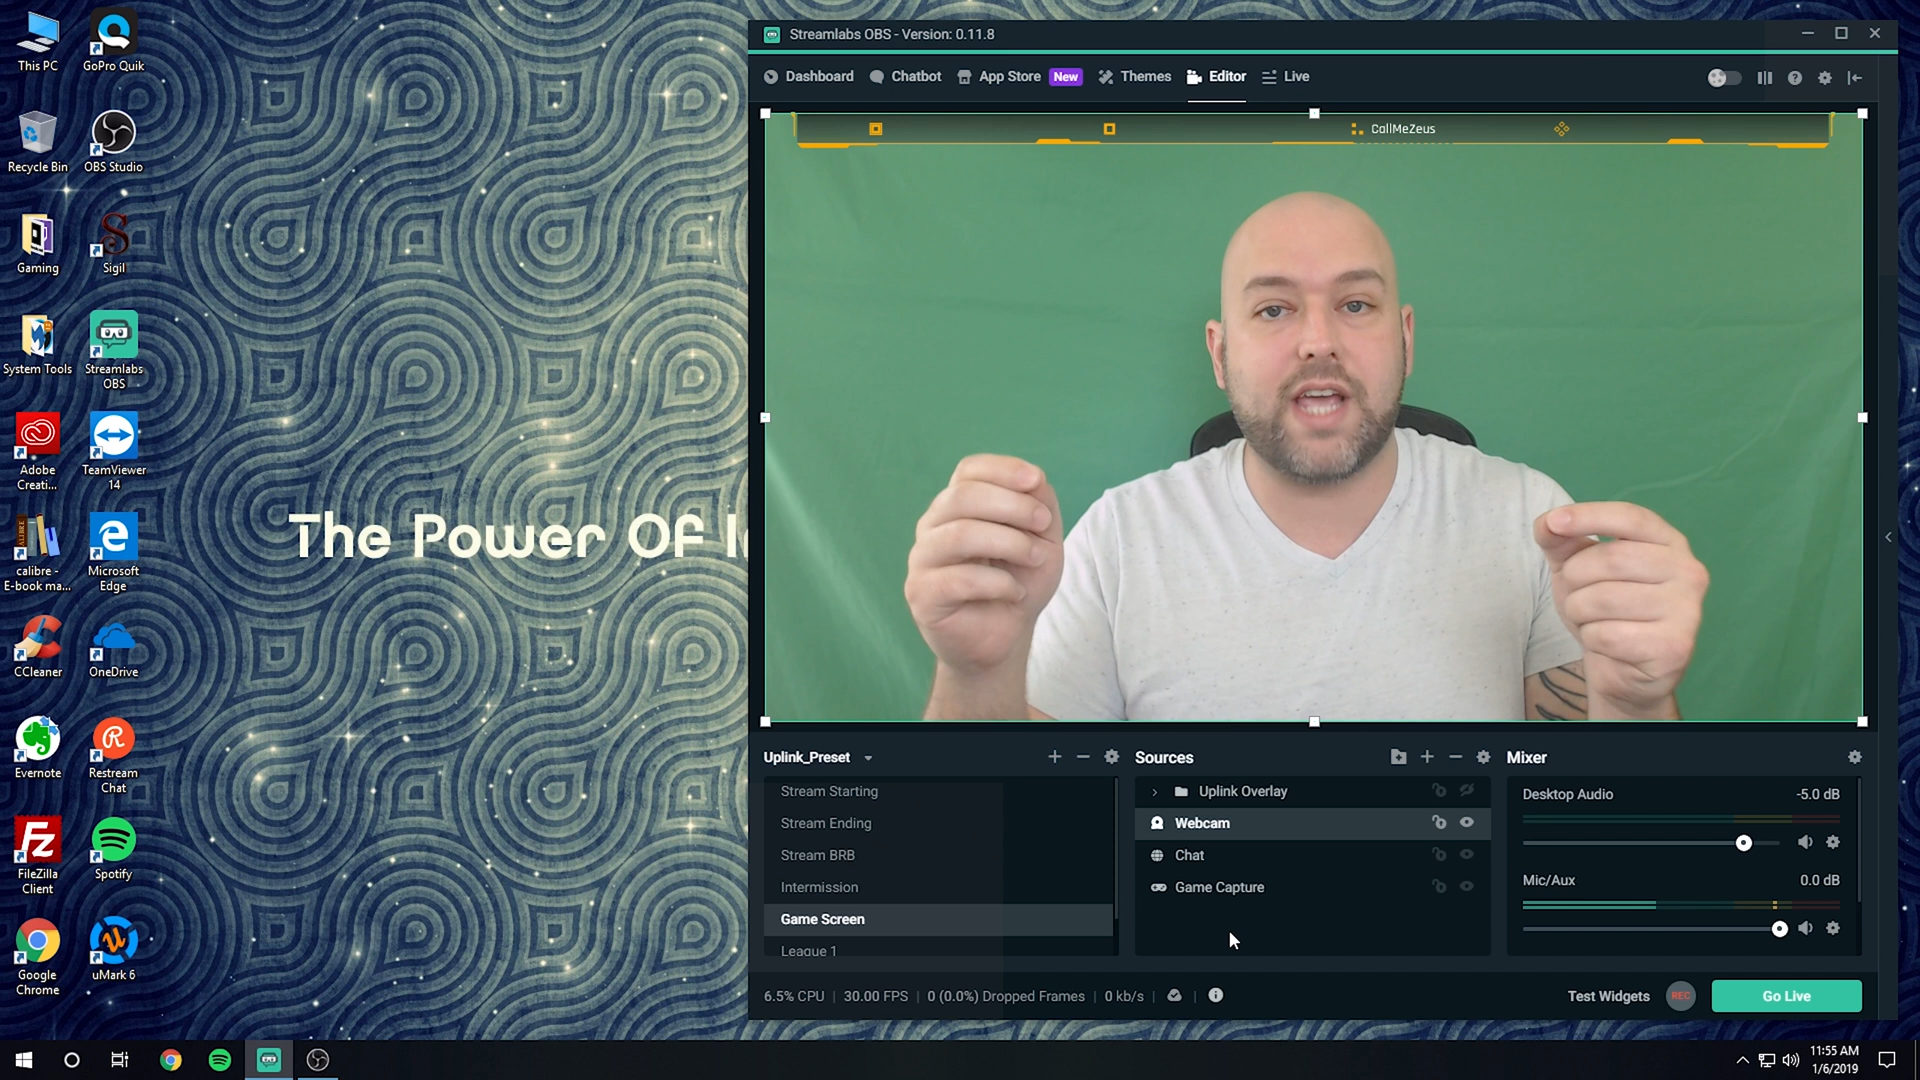 This PC
GoPro Quik
Recycle Bin
OBS Studio
Gaming
Sigil
System Tools
Streamlabs
OBS
Adobe
Creati...
TeamViewer
14
calibre -
E-book ma...
Microsoft
Edge
CCleaner
OneDrive
Evernote
Restream
Chat
FileZilla
Client
Spotify
Google
Chrome
uMark 6
The Power Of
Streamlabs OBS - Version: 0.11.8
Dashboard
Chatbot
App Store
New
Themes
Editor
Live
CallMeZeus
Uplink_Preset
Stream Starting
Stream Ending
Stream BRB
Intermission
Game Screen
League 1
Sources
Uplink Overlay
Webcam
Chat
Game Capture
Mixer
Desktop Audio
-5.0 dB
Mic/Aux
0.0 dB
6.5% CPU | 30.00 FPS | 0 (0.0%) Dropped Frames | 0 kb/s
Test Widgets
REC
Go Live
11:55 AM
1/6/2019